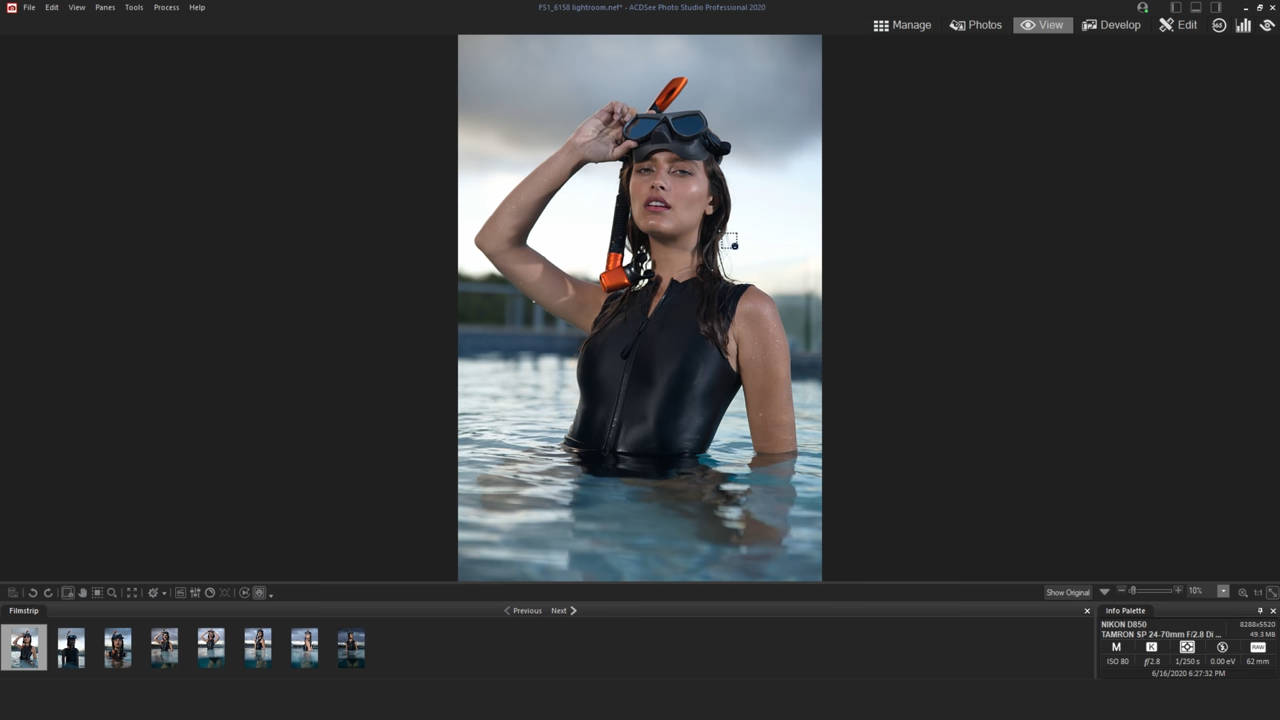 File Edit View Panes Tools Process Help
FS1_6158 lightroom.nef* - ACDSee Photo Studio Professional 2020
Manage Photos View Develop Edit 365
Show Original 10% 1:1
Filmstrip
Previous Next
Info Palette
NIKON D850 8288x5520
TAMRON SP 24-70mm F/2.8 Di ... 49.3 MB
M K RAW
ISO 80 f/2.8 1/250 s 0.00 eV 62 mm
6/16/2020 6:27:32 PM